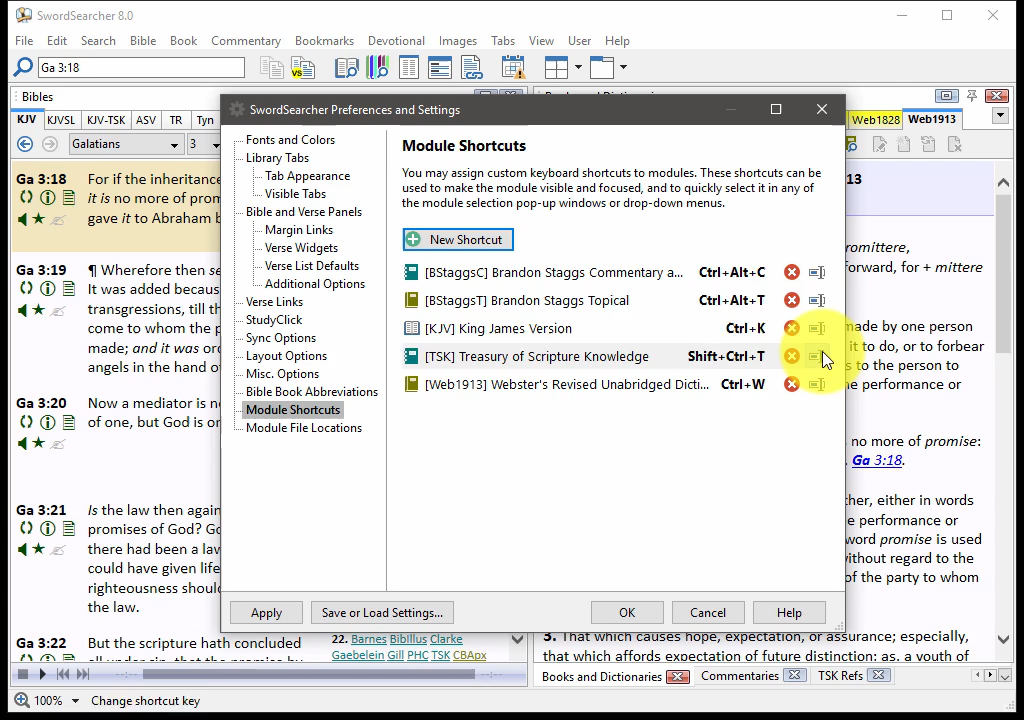 SwordSearcher 8.0
File Edit Search Bible Book Commentary Bookmarks Devotional Images Tabs View User Help
Ga 3:18
Bibles
KJV KJVSL KJV-TSK ASV TR Tyn
Galatians 3
Ga 3:18 For if the inheritance
it is no more of prom
gave it to Abraham b
Ga 3:19 ¶ Wherefore then se
It was added becaus
transgressions, till th
come to whom the p
made; and it was ord
angels in the hand o
Ga 3:20 Now a mediator is no
of one, but God is on
Ga 3:21 Is the law then again
promises of God? Go
there had been a law
could have given life
righteousness shoul
the law.
Ga 3:22 But the scripture hath concluded
22. Barnes Bibillus Clarke
Gaebelein Gill PHC TSK CBApx
SwordSearcher Preferences and Settings
Fonts and Colors
Library Tabs
Tab Appearance
Visible Tabs
Bible and Verse Panels
Margin Links
Verse Widgets
Verse List Defaults
Additional Options
Verse Links
StudyClick
Sync Options
Layout Options
Misc. Options
Bible Book Abbreviations
Module Shortcuts
Module File Locations
Module Shortcuts
You may assign custom keyboard shortcuts to modules. These shortcuts can be
used to make the module visible and focused, and to quickly select it in any of
the module selection pop-up windows or drop-down menus.
New Shortcut
[BStaggsC] Brandon Staggs Commentary a... Ctrl+Alt+C
[BStaggsT] Brandon Staggs Topical Ctrl+Alt+T
[KJV] King James Version Ctrl+K
[TSK] Treasury of Scripture Knowledge Shift+Ctrl+T
[Web1913] Webster's Revised Unabridged Dicti... Ctrl+W
Apply Save or Load Settings... OK Cancel Help
Web1828 Web1913
13
romittere,
forward, for + mittere
made by one person
it to do, or to forbear
s to the person to
e performance or
no more of promise:
Ga 3:18.
her, either in words
e performance or
word promise is used
vithout regard to the
of the party to whom
3. That which causes hope, expectation, or assurance; especially,
that which affords expectation of future distinction: as, a youth of
Books and Dictionaries Commentaries TSK Refs
100% Change shortcut key